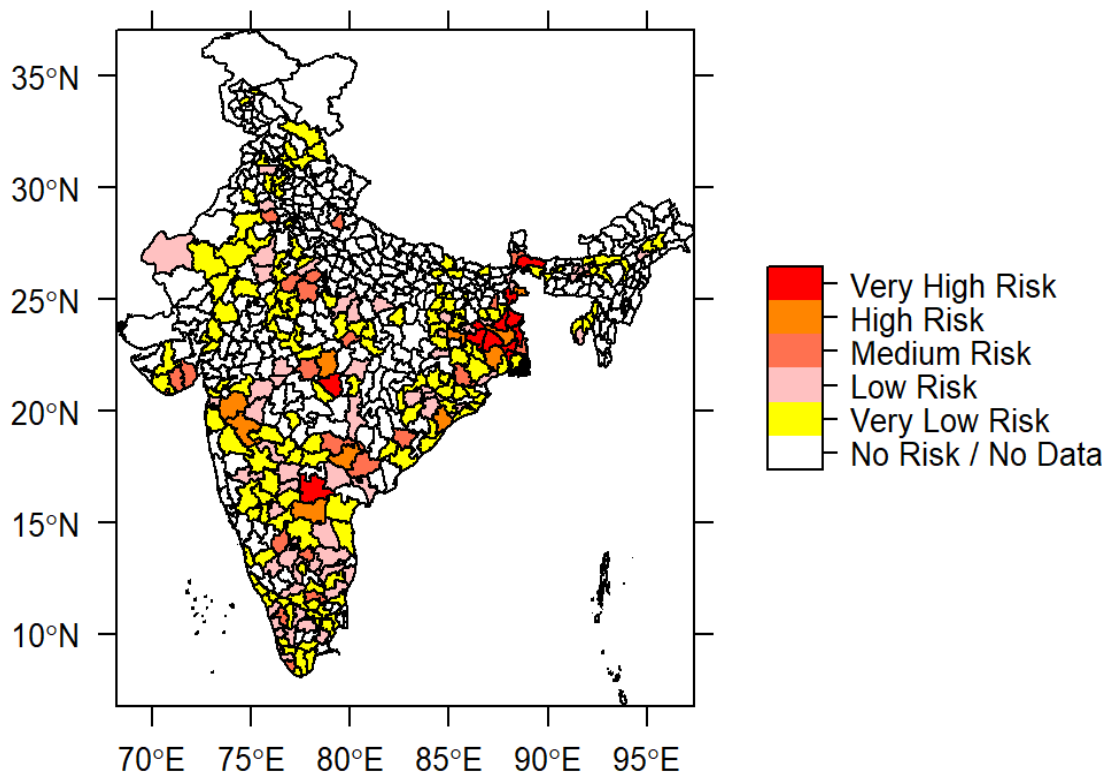 35°N
30°N
25°N
20°N
15°N
10°N
70°E 75°E 80°E 85°E 90°E 95°E
Very High Risk
High Risk
Medium Risk
Low Risk
Very Low Risk
No Risk / No Data